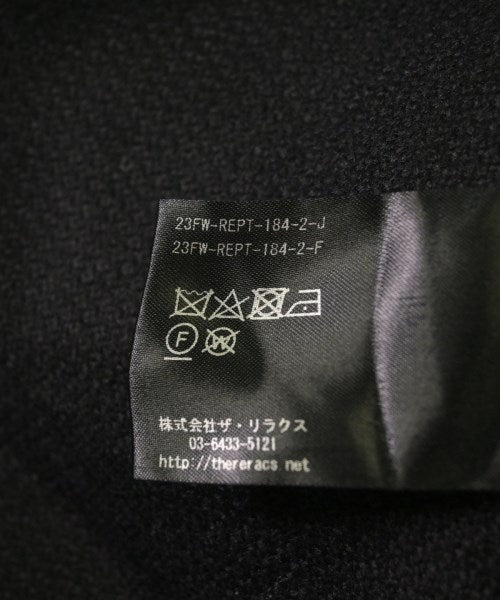 23FW-REPT-184-2-J
23FW-REPT-184-2-F
F W
株式会社ザ・リラクス
03-6433-5121
http://thereracs.net